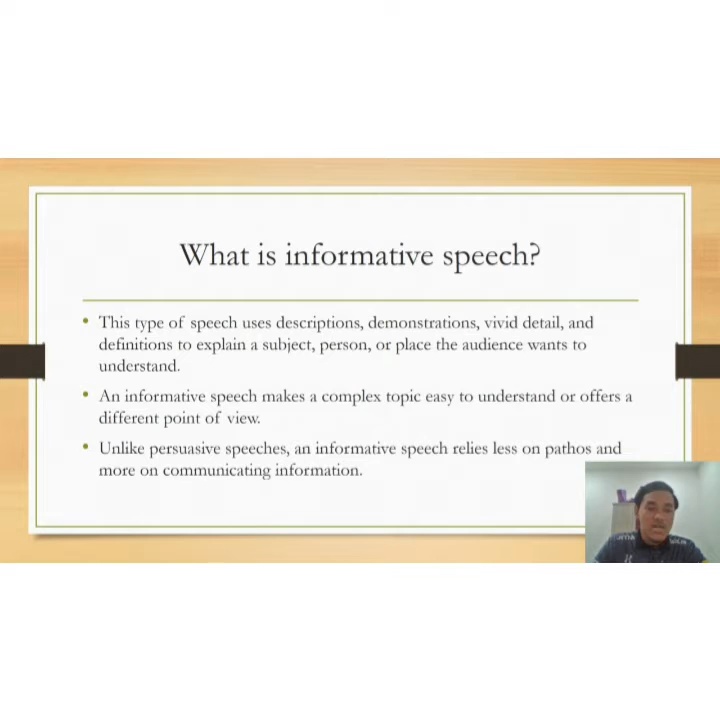 What is informative speech?
• This type of speech uses descriptions, demonstrations, vivid detail, and
definitions to explain a subject, person, or place the audience wants to
understand.
• An informative speech makes a complex topic easy to understand or offers a
different point of view.
• Unlike persuasive speeches, an informative speech relies less on pathos and
more on communicating information.